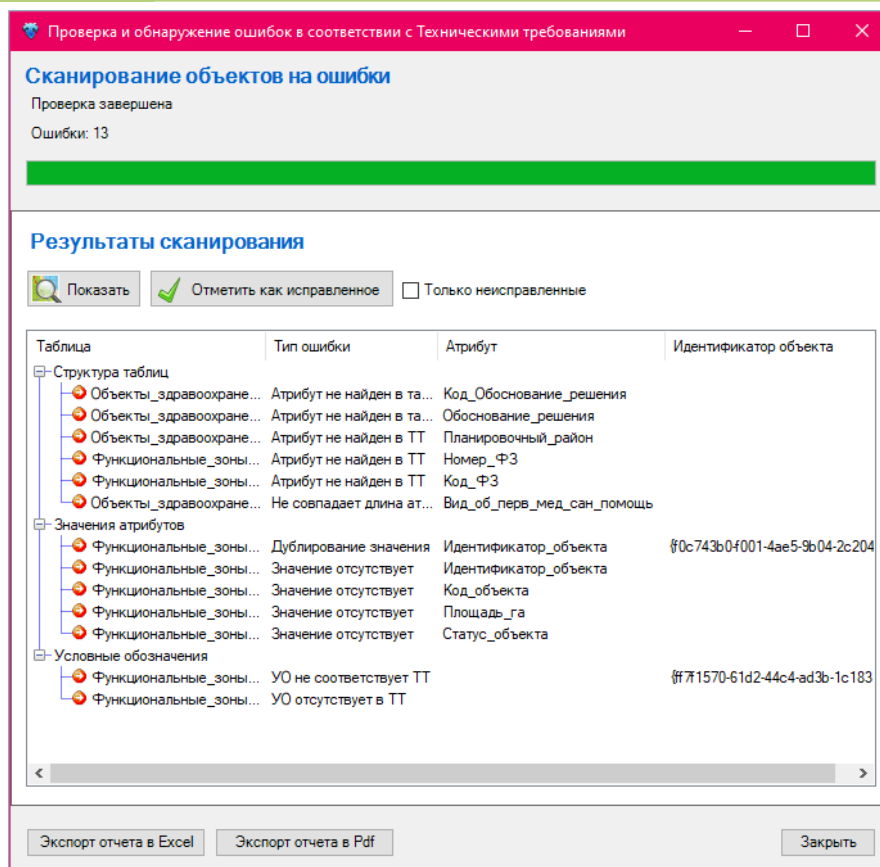 Проверка и обнаружение ошибок в соответствии с Техническими требованиями
Сканирование объектов на ошибки
Проверка завершена
Ошибки: 13
Результаты сканирования
Показать Отметить как исправленное Только неисправленные
Таблица Тип ошибки Атрибут Идентификатор объекта
Структура таблиц
Объекты_здравоохране... Атрибут не найден в та... Код_Обоснование_решения
Объекты_здравоохране... Атрибут не найден в та... Обоснование_решения
Объекты_здравоохране... Атрибут не найден в ТТ Планировочный_район
Функциональные_зоны... Атрибут не найден в ТТ Номер_ФЗ
Функциональные_зоны... Атрибут не найден в ТТ Код_ФЗ
Объекты_здравоохране... Не совпадает длина ат... Вид_об_перв_мед_сан_помощь
Значения атрибутов
Функциональные_зоны... Дублирование значения Идентификатор_объекта {f0c743b0-f001-4ae5-9b04-2c204
Функциональные_зоны... Значение отсутствует Идентификатор_объекта
Функциональные_зоны... Значение отсутствует Код_объекта
Функциональные_зоны... Значение отсутствует Площадь_га
Функциональные_зоны... Значение отсутствует Статус_объекта
Условные обозначения
Функциональные_зоны... УО не соответствует ТТ {ff7f1570-61d2-44c4-ad3b-1c183
Функциональные_зоны... УО отсутствует в ТТ
Экспорт отчета в Excel Экспорт отчета в Pdf Закрыть